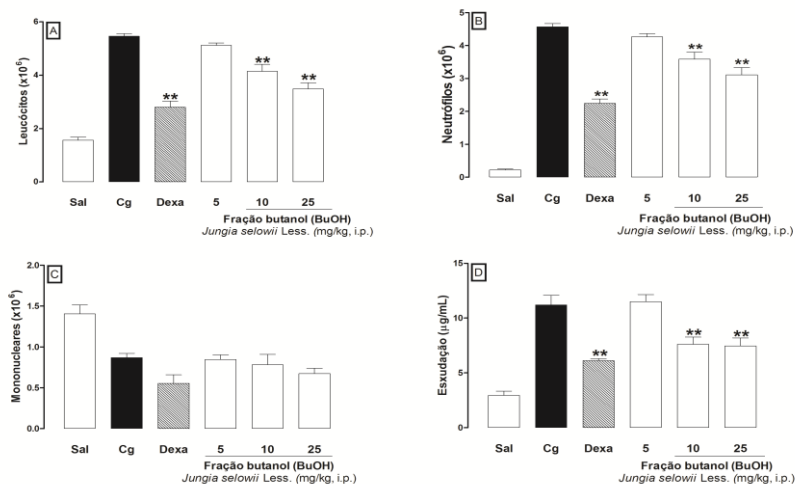 A
Leucócitos (x10⁶)
6
4
2
0
Sal Cg Dexa 5 10 25
Fração butanol (BuOH)
Jungia selowii Less. (mg/kg, i.p.)
**
**
**
B
Neutrófilos (x10⁶)
5
4
3
2
1
0
Sal Cg Dexa 5 10 25
Fração butanol (BuOH)
Jungia selowii Less. (mg/kg, i.p.)
**
**
**
C
Mononucleares (x10⁶)
2.0
1.5
1.0
0.5
0.0
Sal Cg Dexa 5 10 25
Fração butanol (BuOH)
Jungia selowii Less. (mg/kg, i.p.)
D
Esxudação (µg/mL)
15
10
5
0
Sal Cg Dexa 5 10 25
Fração butanol (BuOH)
Jungia selowii Less. (mg/kg, i.p.)
**
**
**